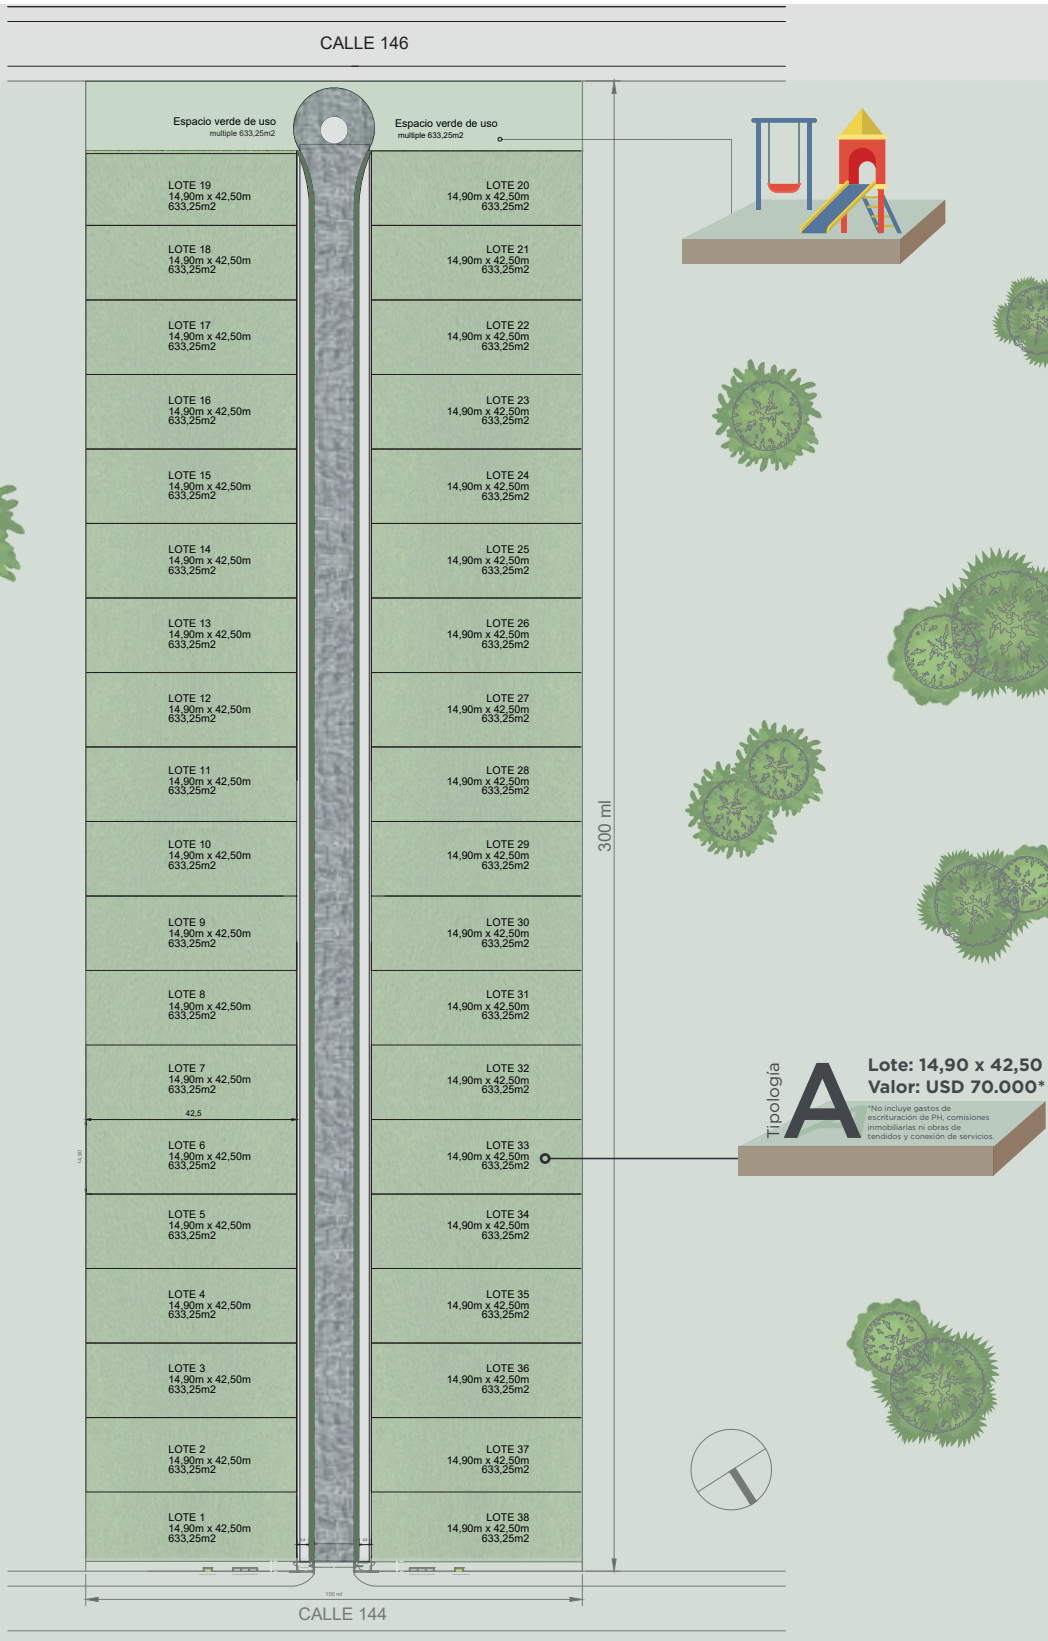 CALLE 146
Espacio verde de uso
multiple 633,25m2
Espacio verde de uso
multiple 633,25m2
LOTE 19
14,90m x 42,50m
633,25m2
LOTE 20
14,90m x 42,50m
633,25m2
LOTE 18
14,90m x 42,50m
633,25m2
LOTE 21
14,90m x 42,50m
633,25m2
LOTE 17
14,90m x 42,50m
633,25m2
LOTE 22
14,90m x 42,50m
633,25m2
LOTE 16
14,90m x 42,50m
633,25m2
LOTE 23
14,90m x 42,50m
633,25m2
LOTE 15
14,90m x 42,50m
633,25m2
LOTE 24
14,90m x 42,50m
633,25m2
LOTE 14
14,90m x 42,50m
633,25m2
LOTE 25
14,90m x 42,50m
633,25m2
LOTE 13
14,90m x 42,50m
633,25m2
LOTE 26
14,90m x 42,50m
633,25m2
LOTE 12
14,90m x 42,50m
633,25m2
LOTE 27
14,90m x 42,50m
633,25m2
LOTE 11
14,90m x 42,50m
633,25m2
LOTE 28
14,90m x 42,50m
633,25m2
300 ml
LOTE 10
14,90m x 42,50m
633,25m2
LOTE 29
14,90m x 42,50m
633,25m2
LOTE 9
14,90m x 42,50m
633,25m2
LOTE 30
14,90m x 42,50m
633,25m2
LOTE 8
14,90m x 42,50m
633,25m2
LOTE 31
14,90m x 42,50m
633,25m2
LOTE 7
14,90m x 42,50m
633,25m2
LOTE 32
14,90m x 42,50m
633,25m2
Tipología
A
Lote: 14,90 x 42,50
Valor: USD 70.000*
*No incluye gastos de
escrituración de PH, comisiones
inmobiliarias ni obras de
tendidos y conexión de servicios.
42,5
14,90
LOTE 6
14,90m x 42,50m
633,25m2
LOTE 33
14,90m x 42,50m
633,25m2
LOTE 5
14,90m x 42,50m
633,25m2
LOTE 34
14,90m x 42,50m
633,25m2
LOTE 4
14,90m x 42,50m
633,25m2
LOTE 35
14,90m x 42,50m
633,25m2
LOTE 3
14,90m x 42,50m
633,25m2
LOTE 36
14,90m x 42,50m
633,25m2
LOTE 2
14,90m x 42,50m
633,25m2
LOTE 37
14,90m x 42,50m
633,25m2
LOTE 1
14,90m x 42,50m
633,25m2
LOTE 38
14,90m x 42,50m
633,25m2
100 ml
CALLE 144